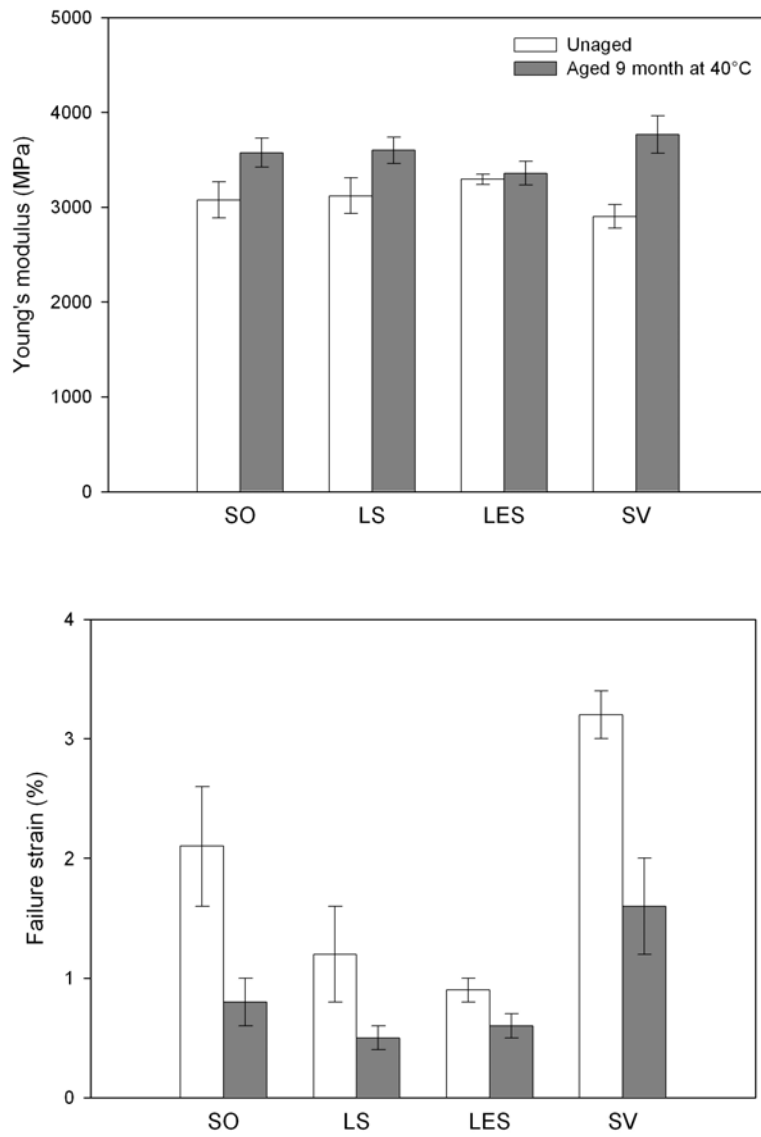 5000
Unaged
Aged 9 month at 40°C
4000
3000
2000
1000
0
Young's modulus (MPa)
SO LS LES SV
4
3
2
1
0
Failure strain (%)
SO LS LES SV